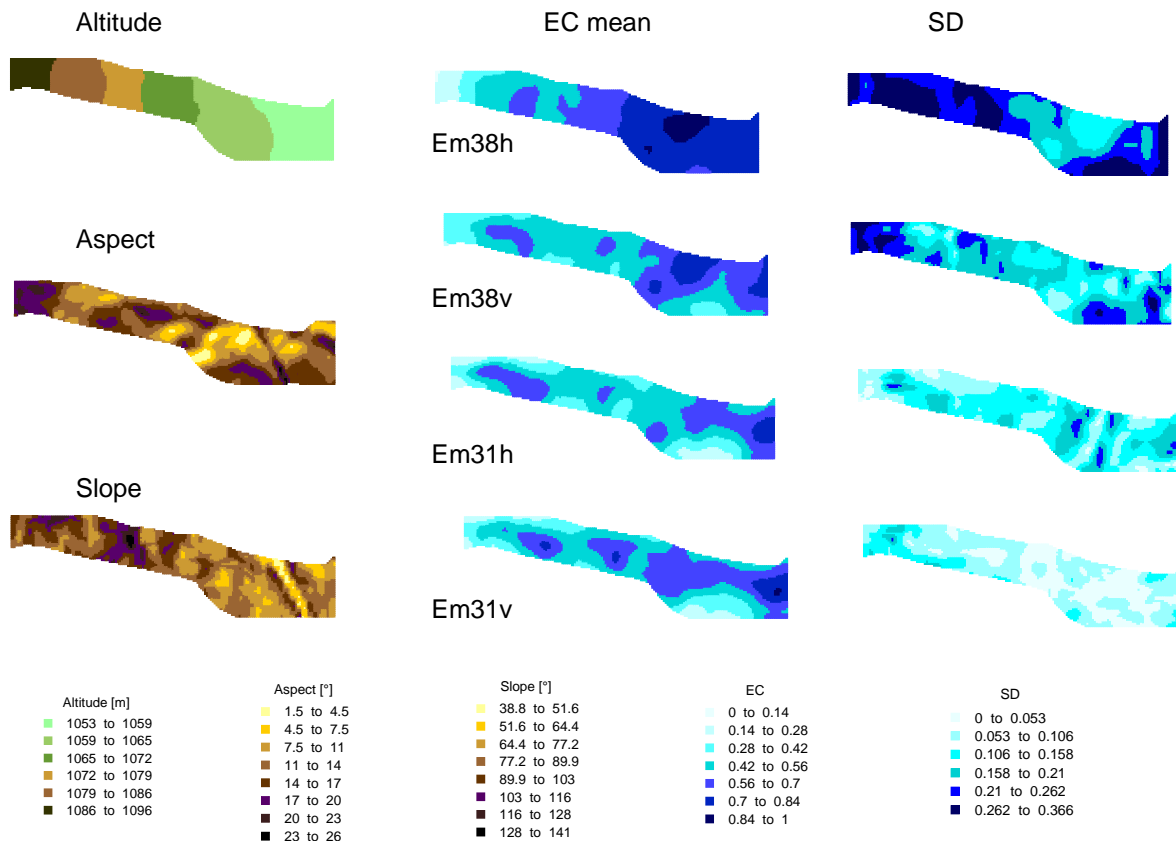 Altitude
EC mean
SD
Em38h
Aspect
Em38v
Em31h
Slope
Em31v
Altitude [m]
1053 to 1059
1059 to 1065
1065 to 1072
1072 to 1079
1079 to 1086
1086 to 1096
Aspect [°]
1.5 to 4.5
4.5 to 7.5
7.5 to 11
11 to 14
14 to 17
17 to 20
20 to 23
23 to 26
Slope [°]
38.8 to 51.6
51.6 to 64.4
64.4 to 77.2
77.2 to 89.9
89.9 to 103
103 to 116
116 to 128
128 to 141
EC
0 to 0.14
0.14 to 0.28
0.28 to 0.42
0.42 to 0.56
0.56 to 0.7
0.7 to 0.84
0.84 to 1
SD
0 to 0.053
0.053 to 0.106
0.106 to 0.158
0.158 to 0.21
0.21 to 0.262
0.262 to 0.366